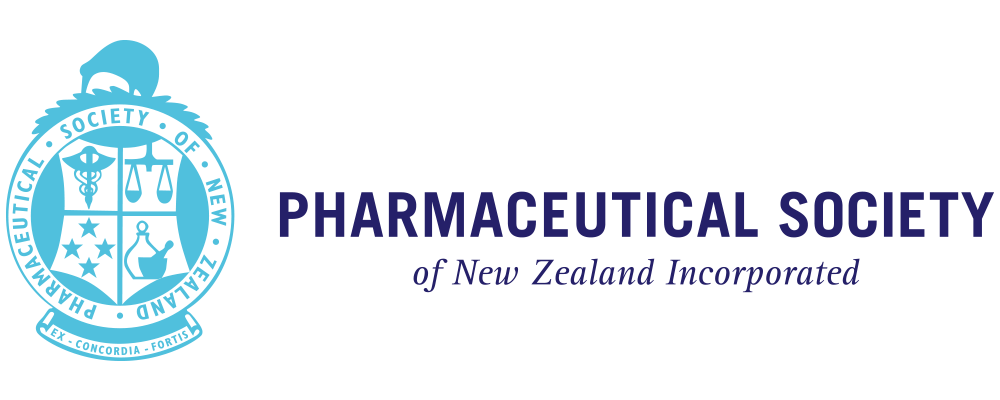 PHARMACEUTICAL • SOCIETY • OF • NEW • ZEALAND •
EX - CONCORDIA - FORTIS
PHARMACEUTICAL SOCIETY
of New Zealand Incorporated